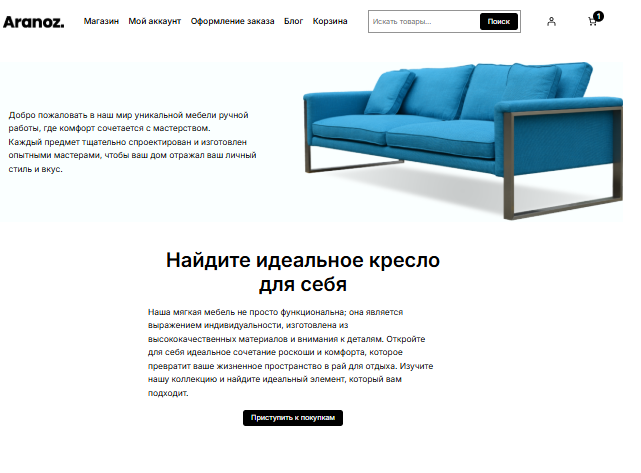 Aranoz.
Магазин Мой аккаунт Оформление заказа Блог Корзина
Искать товары... Поиск
1
Добро пожаловать в наш мир уникальной мебели ручной
работы, где комфорт сочетается с мастерством.
Каждый предмет тщательно спроектирован и изготовлен
опытными мастерами, чтобы ваш дом отражал ваш личный
стиль и вкус.
Найдите идеальное кресло
для себя
Наша мягкая мебель не просто функциональна; она является
выражением индивидуальности, изготовлена из
высококачественных материалов и внимания к деталям. Откройте
для себя идеальное сочетание роскоши и комфорта, которое
превратит ваше жизненное пространство в рай для отдыха. Изучите
нашу коллекцию и найдите идеальный элемент, который вам
подходит.
Приступить к покупкам